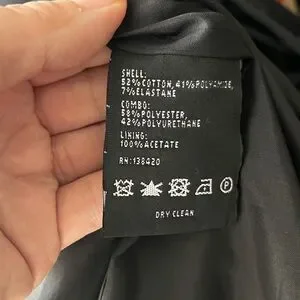 SHELL:
52% COTTON, 41% POLYAMIDE,
7% ELASTANE
COMBO:
58% POLYESTER,
42% POLYURETHANE
LINING:
100% ACETATE
RN: 138420
P
DRY CLEAN